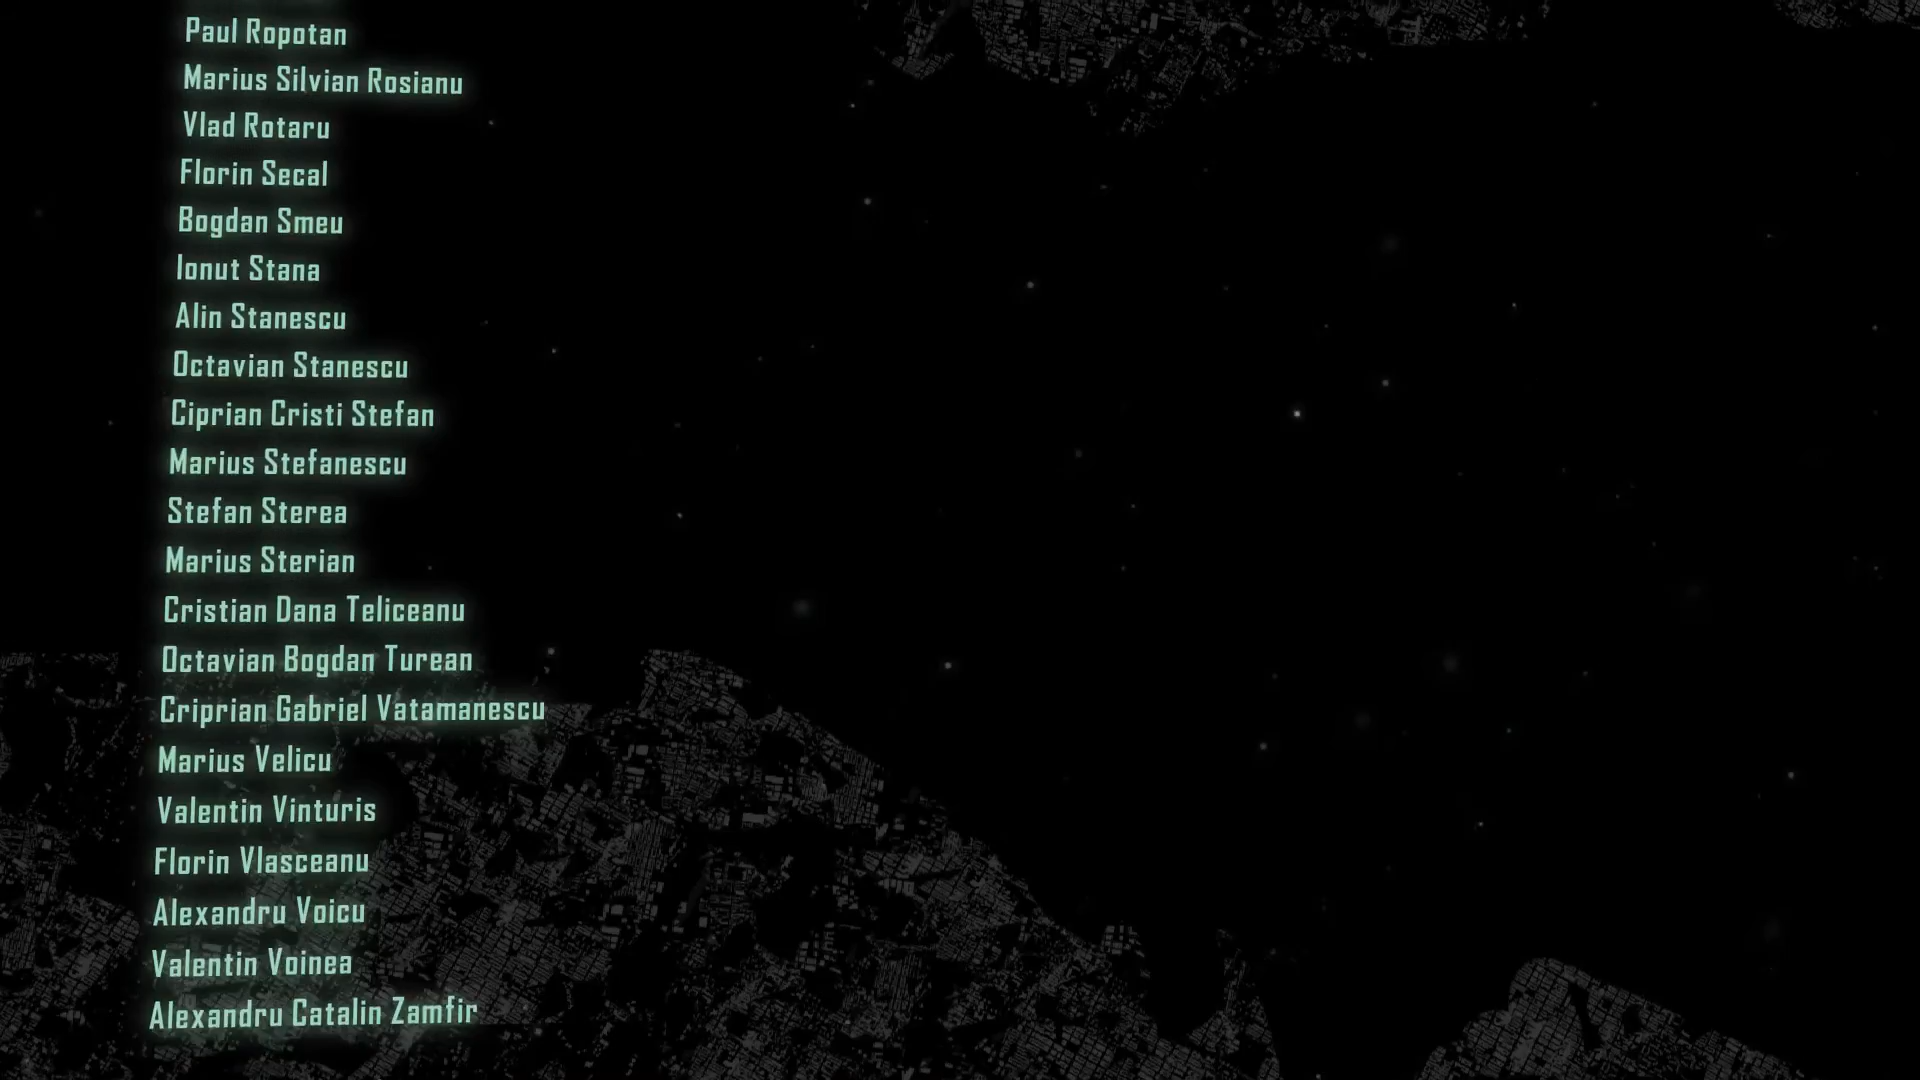 Paul Ropotan
Marius Silvian Rosianu
Vlad Rotaru
Florin Secal
Bogdan Smeu
Ionut Stana
Alin Stanescu
Octavian Stanescu
Ciprian Cristi Stefan
Marius Stefanescu
Stefan Sterea
Marius Sterian
Cristian Dana Teliceanu
Octavian Bogdan Turean
Criprian Gabriel Vatamanescu
Marius Velicu
Valentin Vinturis
Florin Vlasceanu
Alexandru Voicu
Valentin Voinea
Alexandru Catalin Zamfir